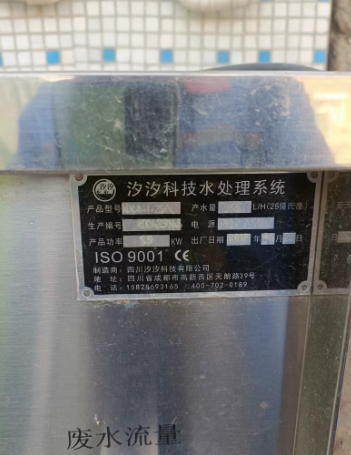 汐汐科技水处理系统
产品型号 产水量 L/H(25摄氏度)
生产编号 电源
产品功率 KW 出厂日期
ISO 9001 CE
制造商：四川汐汐科技有限公司
地 址：四川省成都市高新西区天朗路39号
电 话：15828693165 400-702-0189
废水流量